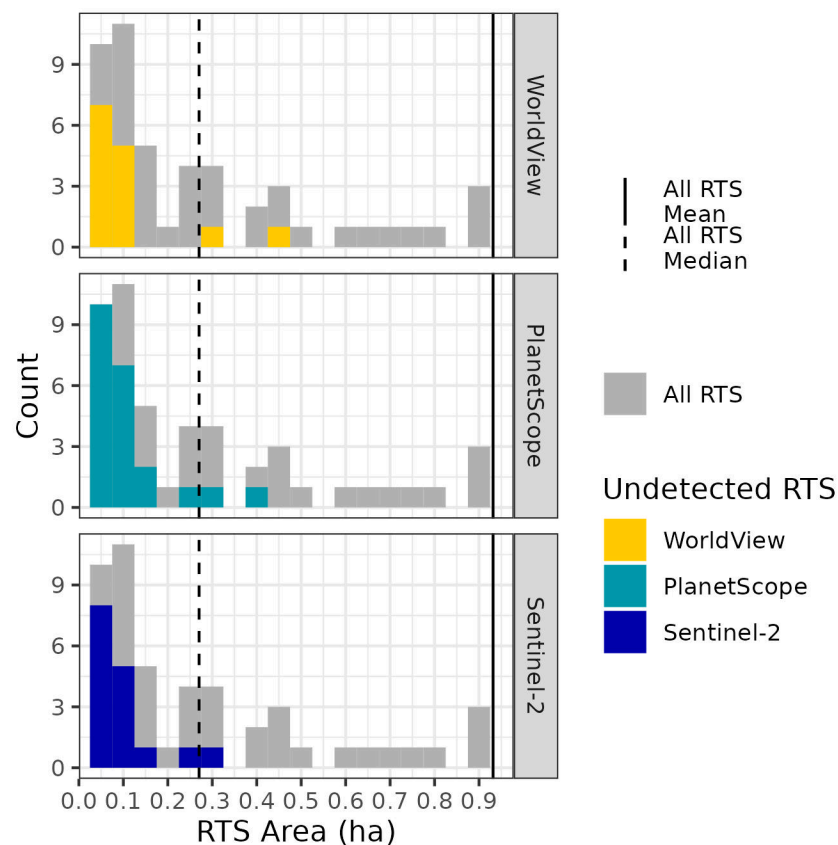 9
6
3
0
WorldView
9
6
3
0
PlanetScope
9
6
3
0
Sentinel-2
Count
0.0 0.1 0.2 0.3 0.4 0.5 0.6 0.7 0.8 0.9
RTS Area (ha)
All RTS
Mean
All RTS
Median
All RTS
Undetected RTS
WorldView
PlanetScope
Sentinel-2